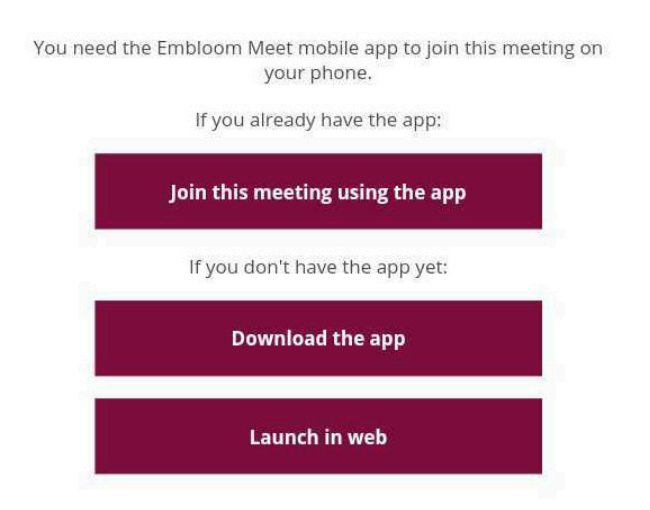 You need the Embloom Meet mobile app to join this meeting on
your phone.
If you already have the app:
Join this meeting using the app
If you don't have the app yet:
Download the app
Launch in web